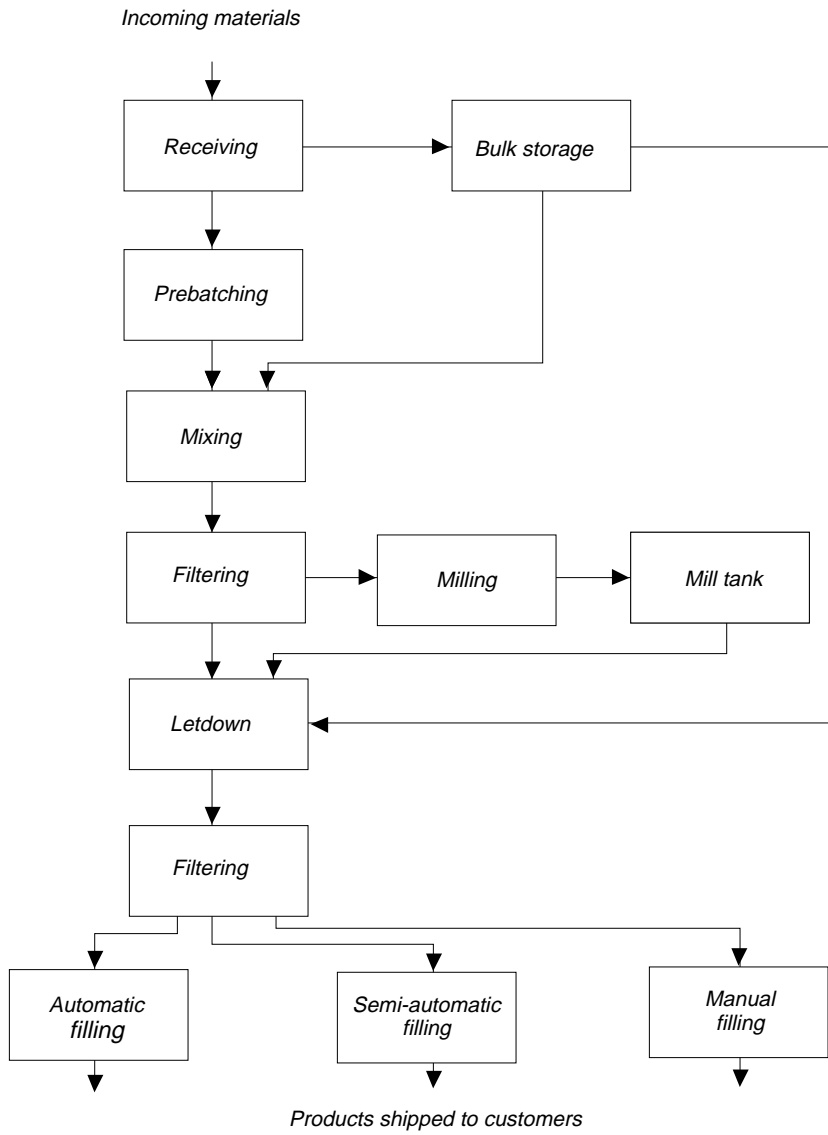 Incoming materials
Receiving
Bulk storage
Prebatching
Mixing
Filtering
Milling
Mill tank
Letdown
Filtering
Automatic
filling
Semi-automatic
filling
Manual
filling
Products shipped to customers